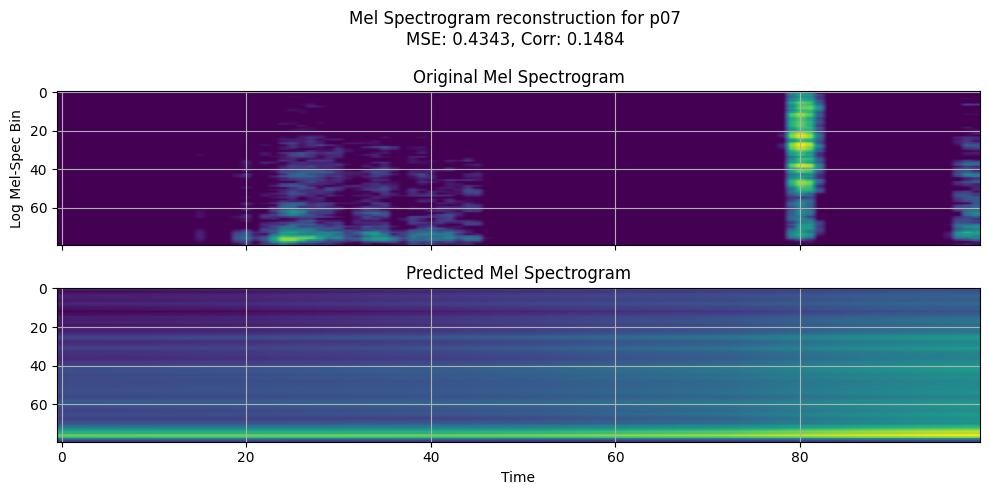 Mel Spectrogram reconstruction for p07
MSE: 0.4343, Corr: 0.1484
Original Mel Spectrogram
0
20
40
60
Log Mel-Spec Bin
Predicted Mel Spectrogram
0
20
40
60
0 20 40 60 80
Time